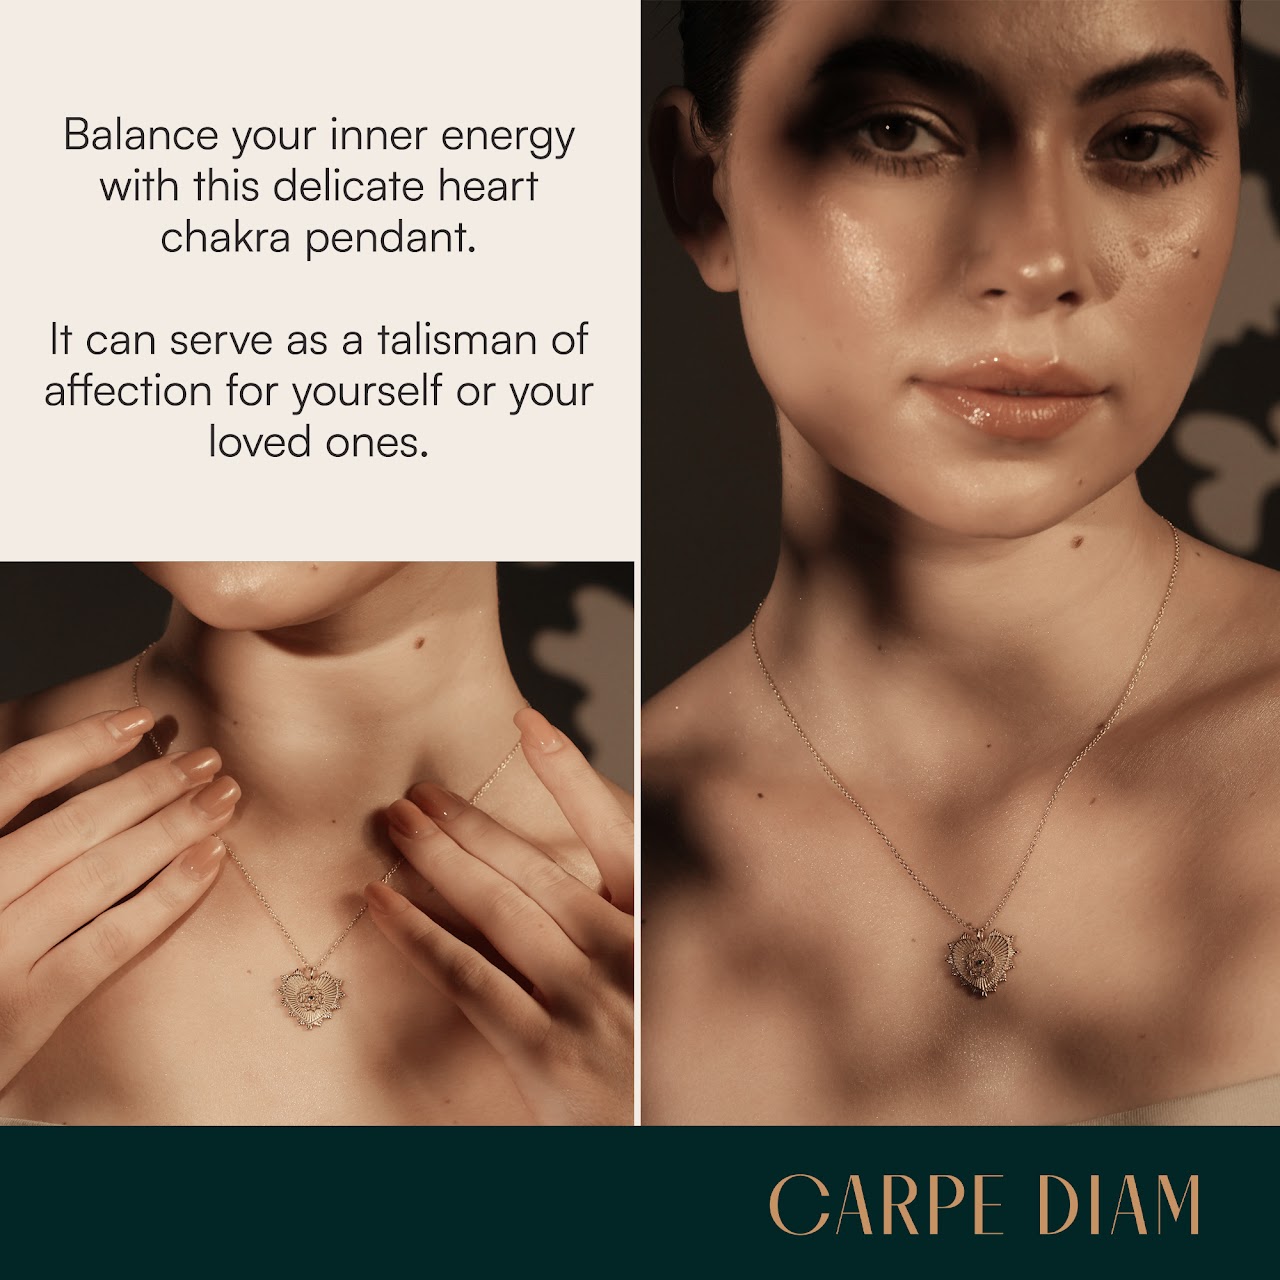 Balance your inner energy
with this delicate heart
chakra pendant.
It can serve as a talisman of
affection for yourself or your
loved ones.
CARPE DIAM